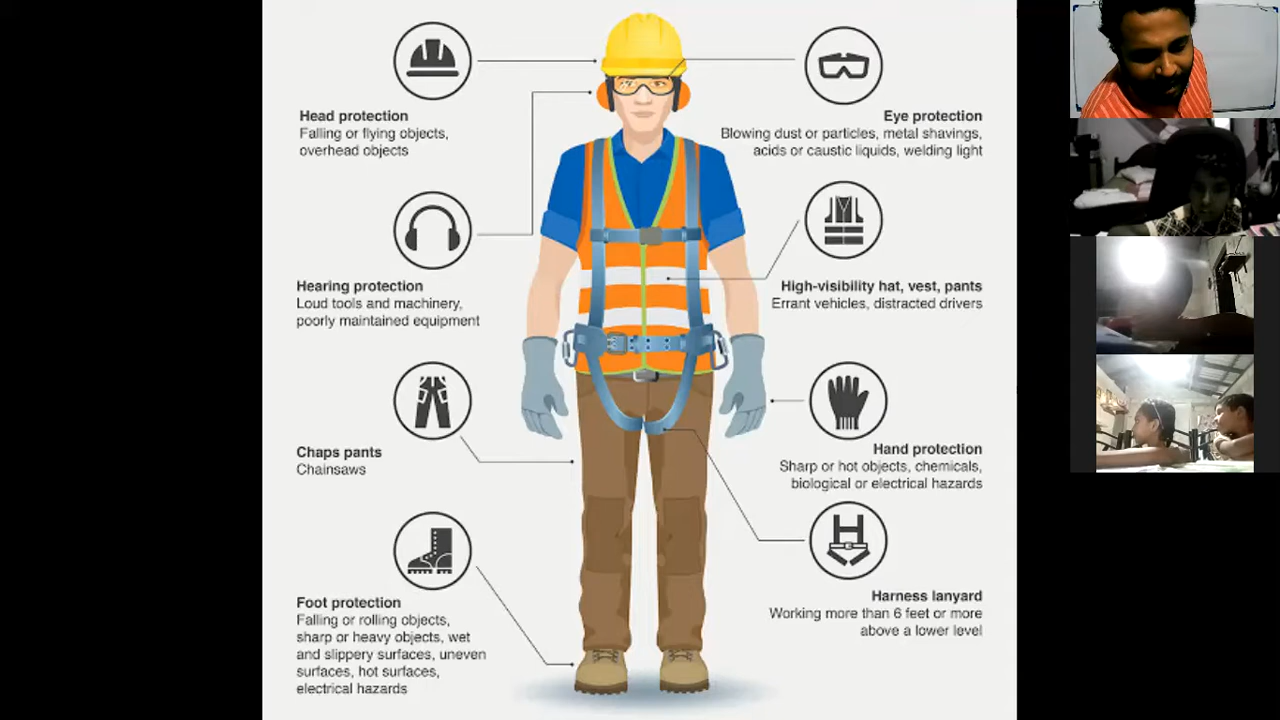 Head protection
Falling or flying objects,
overhead objects
Eye protection
Blowing dust or particles, metal shavings,
acids or caustic liquids, welding light
Hearing protection
Loud tools and machinery,
poorly maintained equipment
High-visibility hat, vest, pants
Errant vehicles, distracted drivers
Chaps pants
Chainsaws
Hand protection
Sharp or hot objects, chemicals,
biological or electrical hazards
Foot protection
Falling or rolling objects,
sharp or heavy objects, wet
and slippery surfaces, uneven
surfaces, hot surfaces,
electrical hazards
Harness lanyard
Working more than 6 feet or more
above a lower level